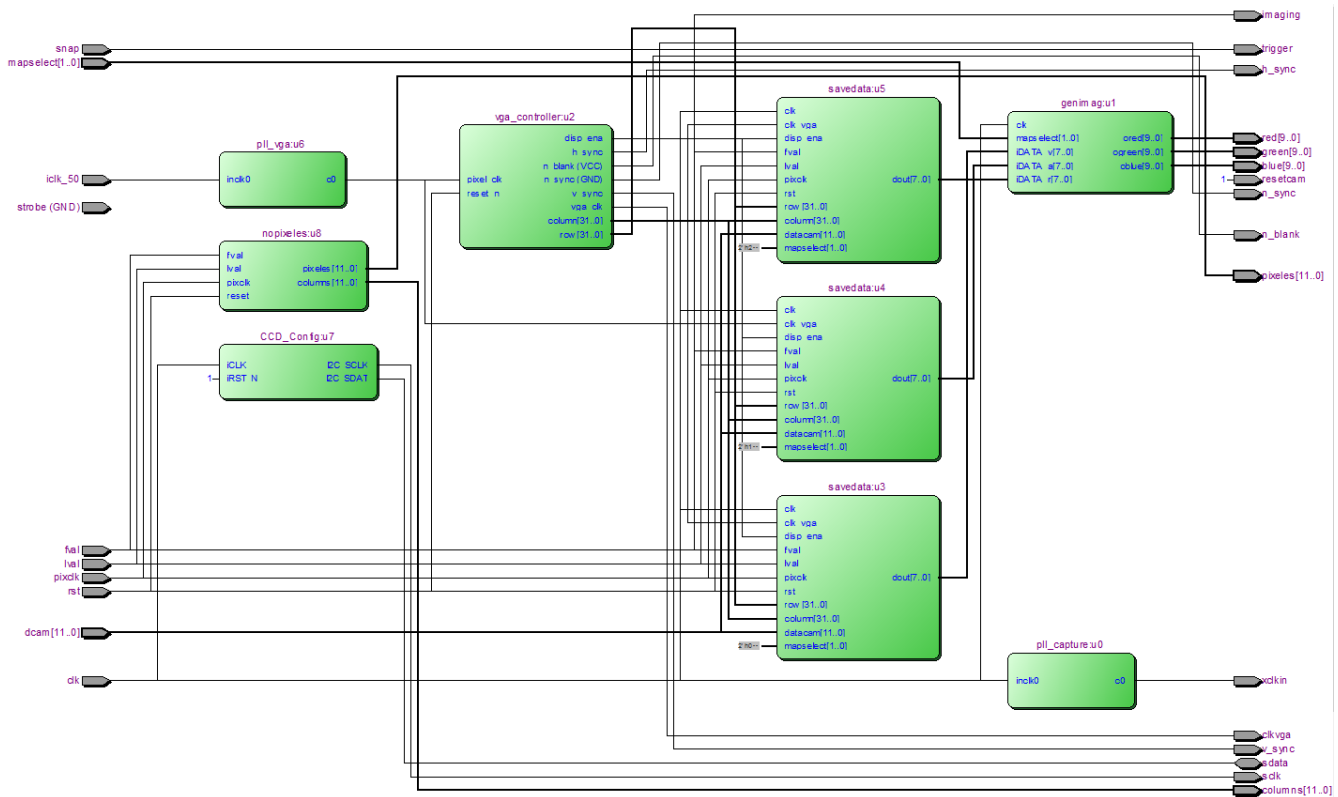 snap
mapselect[1..0]
iclk_50
strobe (GND)
fval
lval
pixclk
rst
dcam[11..0]
clk
pll_vga:u6
inclk0
c0
nopixeles:u8
fval
lval
pixclk
reset
pixeles [11..0]
columns [11..0]
CCD_Config:u7
iCLK
1
iRST_N
I2C_SCLK
I2C_SDAT
vga_controller:u2
pixel_clk
reset_n
disp_ena
h_sync
n_blank (VCC)
n_sync (GND)
v_sync
vga_clk
column[31..0]
row [31..0]
savedata:u5
clk
clk_vga
disp_ena
fval
lval
pixclk
rst
row [31..0]
column[31..0]
datacam[11..0]
2'h2--
mapselect[1..0]
dout[7..0]
savedata:u4
clk
clk_vga
disp_ena
fval
lval
pixclk
rst
row [31..0]
column[31..0]
datacam[11..0]
2'h1--
mapselect[1..0]
dout[7..0]
savedata:u3
clk
clk_vga
disp_ena
fval
lval
pixclk
rst
row [31..0]
column[31..0]
datacam[11..0]
2'h0--
mapselect[1..0]
dout[7..0]
genimag:u1
clk
mapselect[1..0]
iDATA_v[7..0]
iDATA_a[7..0]
iDATA_r[7..0]
ored[9..0]
ogreen[9..0]
oblue[9..0]
pll_capture:u0
inclk0
c0
imaging
trigger
h_sync
red[9..0]
green[9..0]
blue[9..0]
1
resetcam
n_sync
n_blank
pixeles[11..0]
xclkin
clkvga
v_sync
sdata
sclk
columns[11..0]